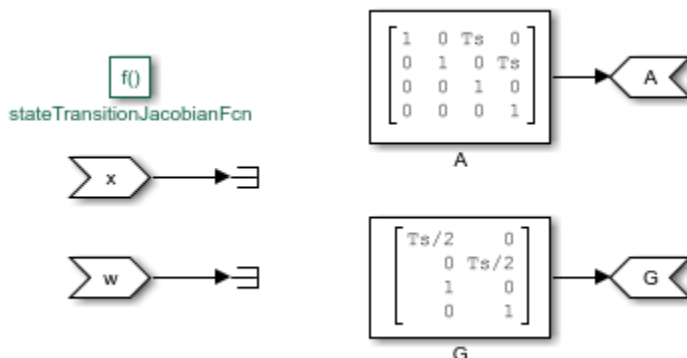 f()
stateTransitionJacobianFcn
x
w
1 0 Ts 0
0 1 0 Ts
0 0 1 0
0 0 0 1
A
A
Ts/2 0
0 Ts/2
1 0
0 1
G
G